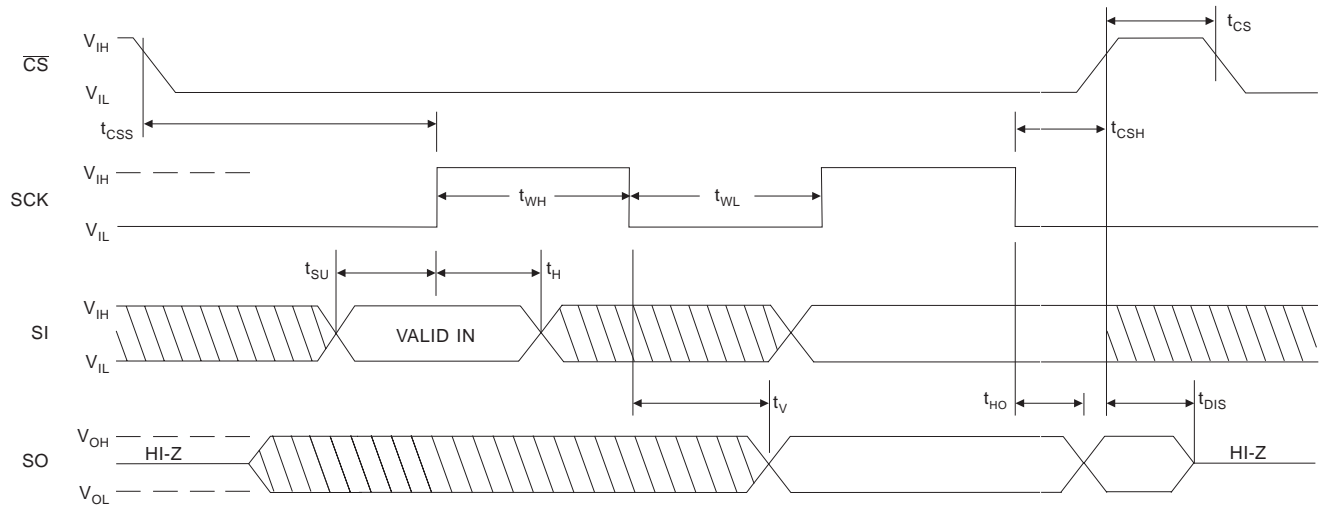 V_IH
t_CS
CS
V_IL
t_CSS
t_CSH
V_IH
SCK
t_WH
t_WL
V_IL
t_SU
t_H
V_IH
SI
VALID IN
V_IL
t_V
t_HO
t_DIS
V_OH
SO
HI-Z
HI-Z
V_OL